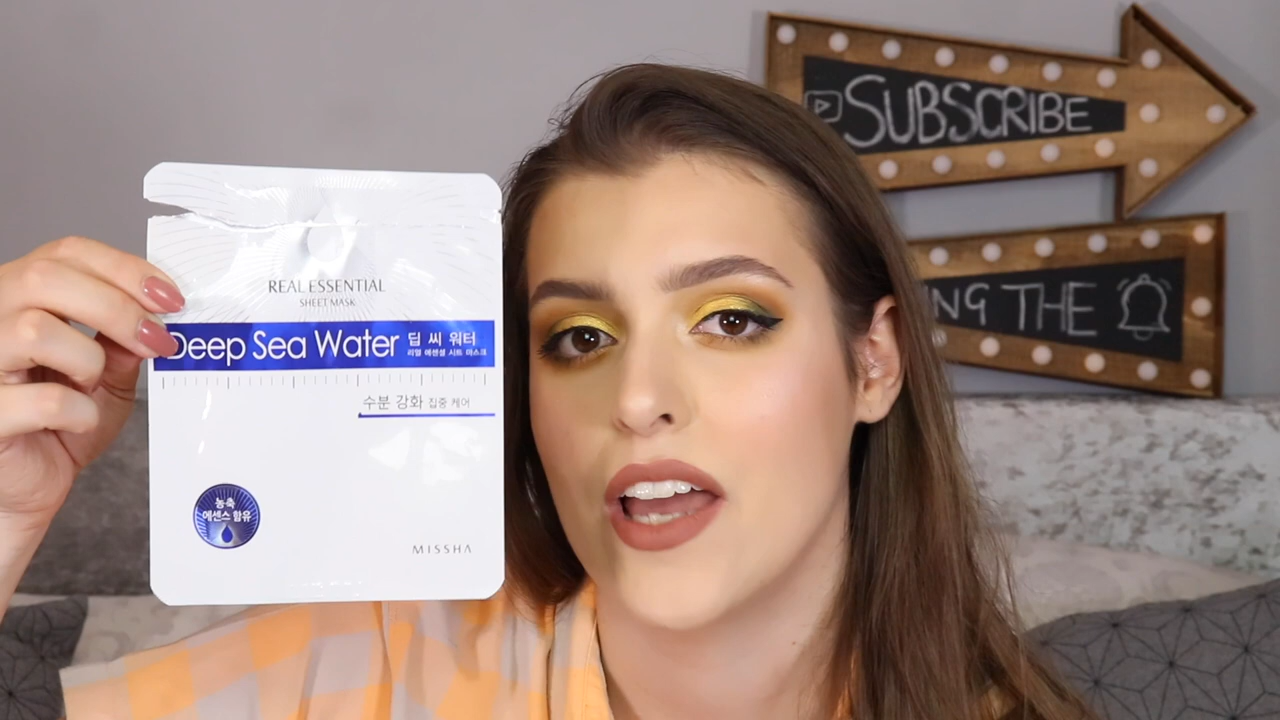 REAL ESSENTIAL
SHEET MASK
Deep Sea Water 딥 씨 워터
리얼 에센셜 시트 마스크
수분 강화 집중 케어
농축
에센스 함유
MISSHA
SUBSCRIBE
NG THE